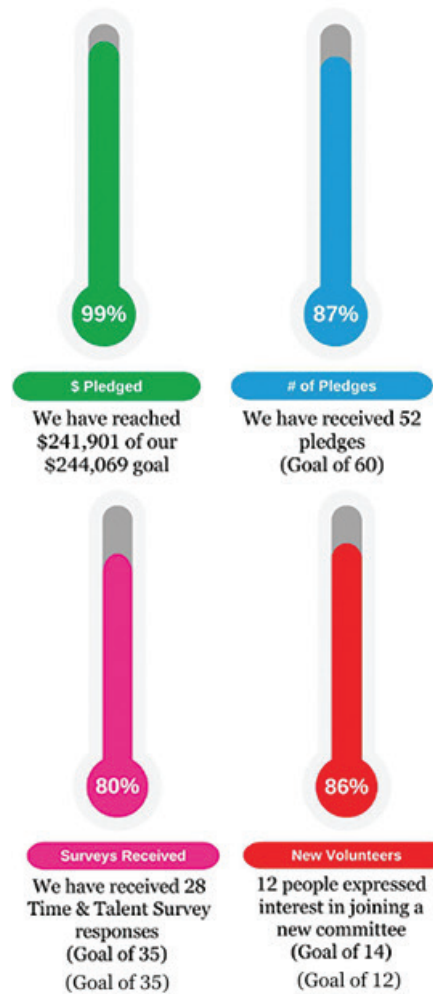 99%
$ Pledged
We have reached
$241,901 of our
$244,069 goal
87%
# of Pledges
We have received 52
pledges
(Goal of 60)
80%
Surveys Received
We have received 28
Time & Talent Survey
responses
(Goal of 35)
(Goal of 35)
86%
New Volunteers
12 people expressed
interest in joining a
new committee
(Goal of 14)
(Goal of 12)